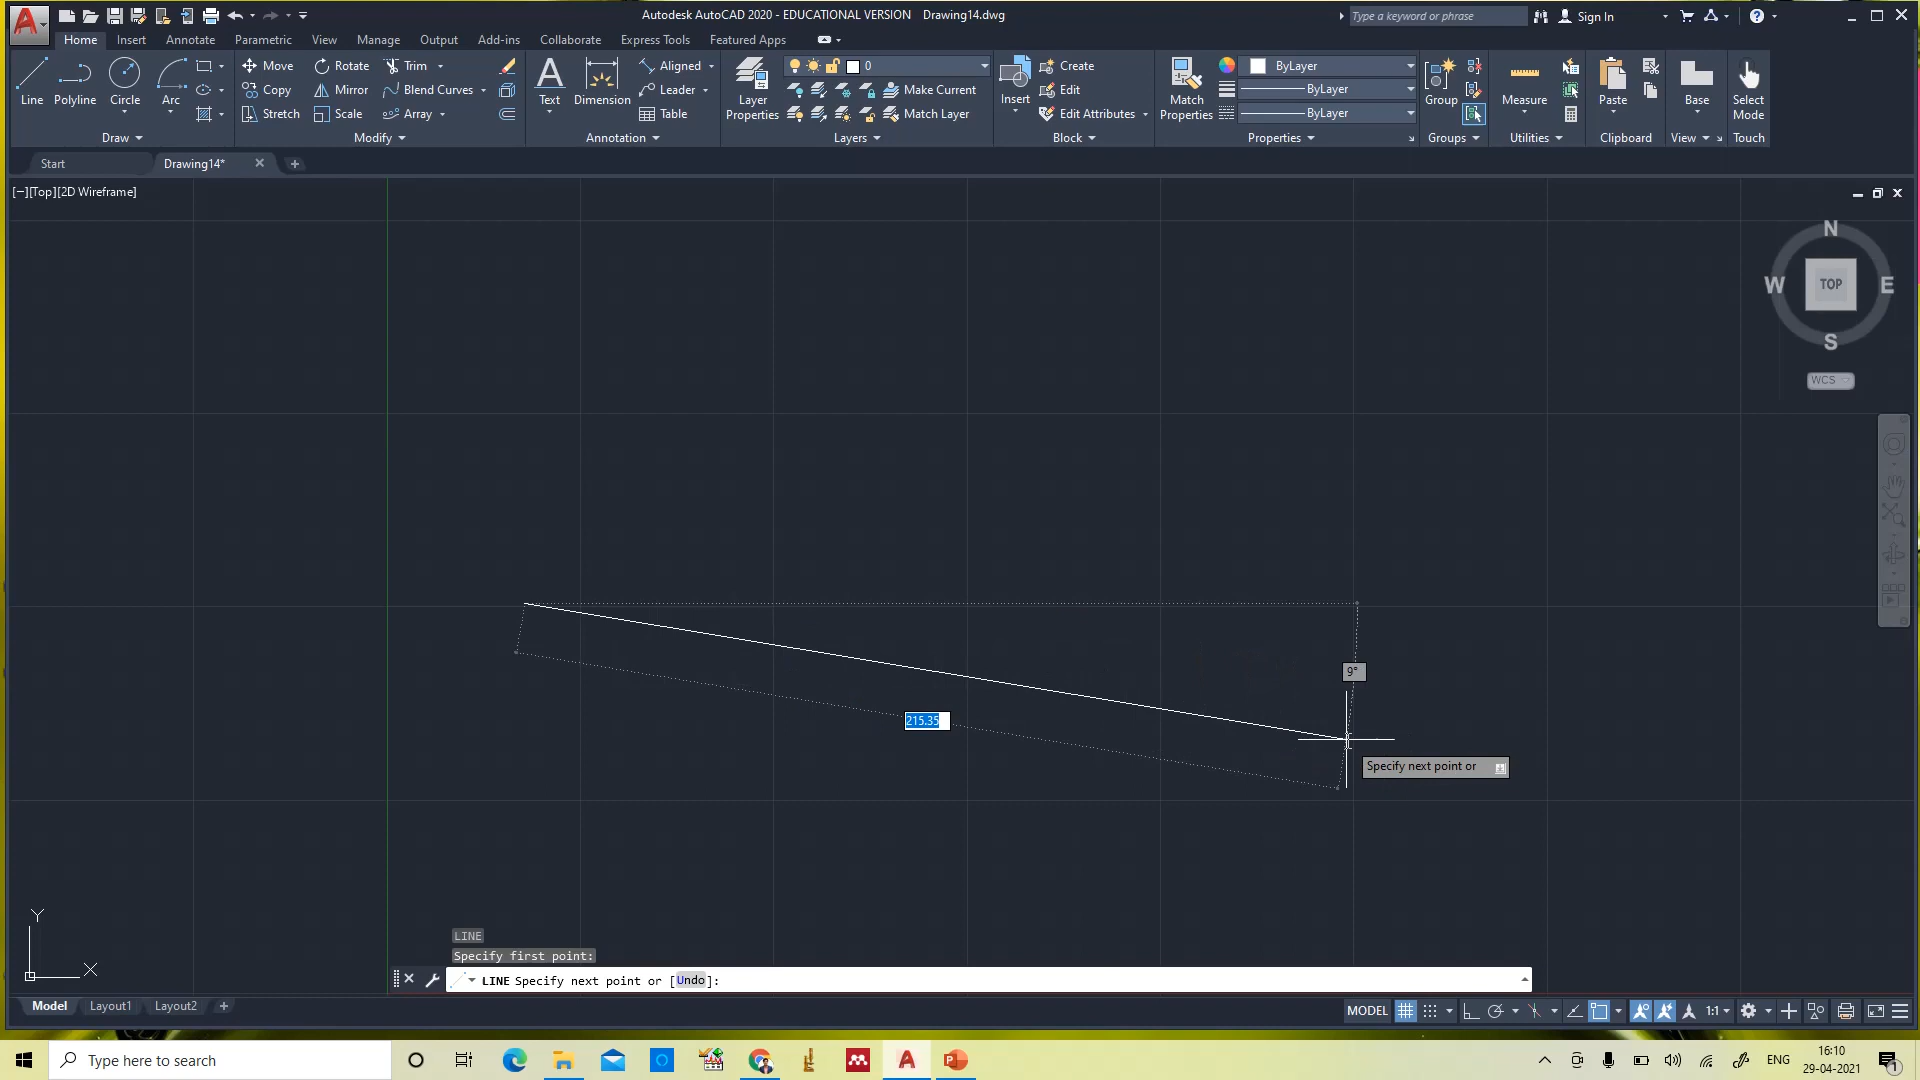 Autodesk AutoCAD 2020 - EDUCATIONAL VERSION Drawing14.dwg
Type a keyword or phrase
Sign In
Home Insert Annotate Parametric View Manage Output Add-ins Collaborate Express Tools Featured Apps
Line Polyline Circle Arc
Draw
Move Rotate Trim
Copy Mirror Blend Curves
Stretch Scale Array
Modify
Text Dimension
Aligned
Leader
Table
Annotation
Layer Properties
0
Make Current
Match Layer
Layers
Insert
Create
Edit
Edit Attributes
Block
Match Properties
ByLayer
ByLayer
ByLayer
Properties
Group
Groups
Measure
Utilities
Paste
Clipboard
Base
View
Select Mode
Touch
Start Drawing14*
[−][Top][2D Wireframe]
N
W TOP E
S
WCS
9°
215.35
Specify next point or
Y
X
LINE
Specify first point:
LINE Specify next point or [Undo]:
Model Layout1 Layout2
MODEL 1:1
Type here to search
ENG
16:10
29-04-2021
1